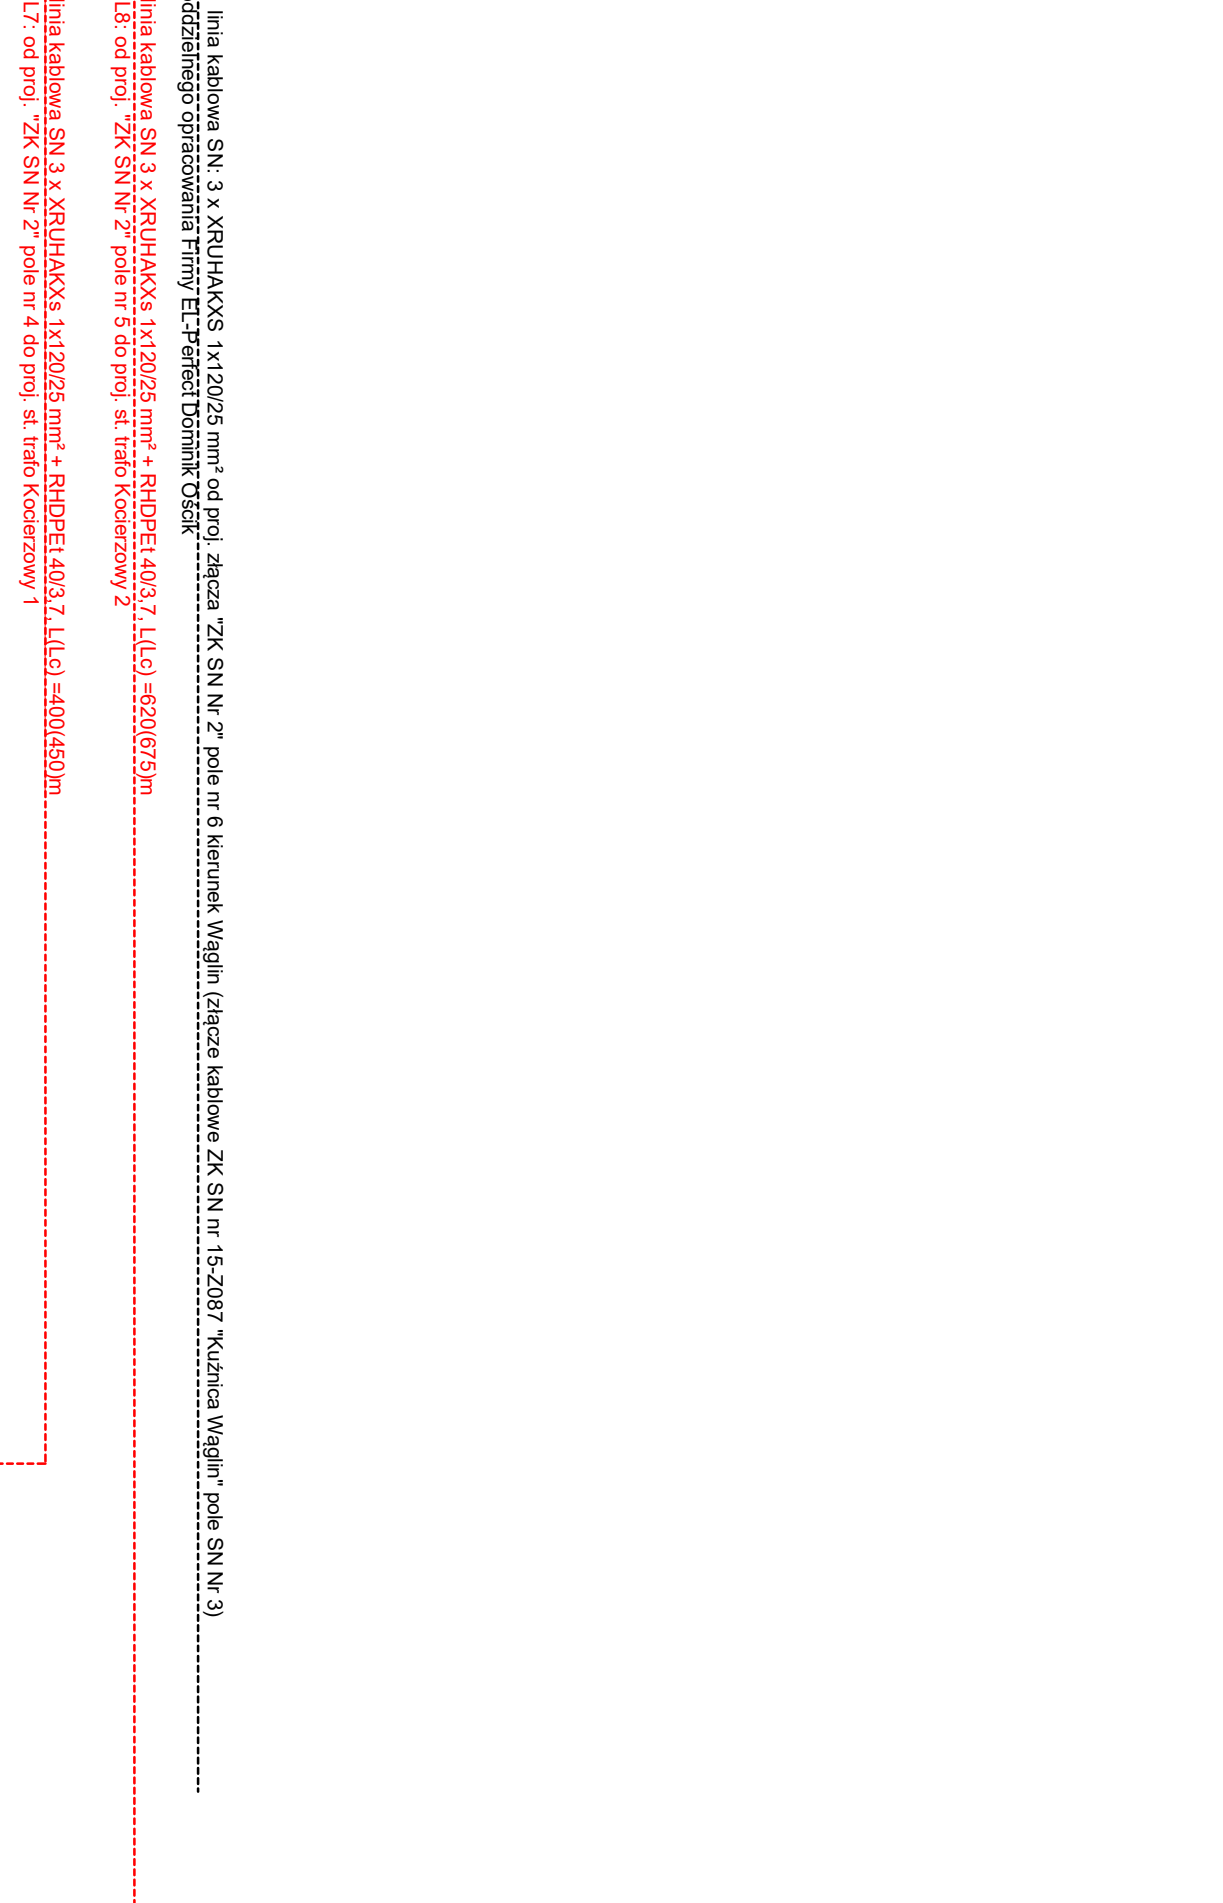 linia kablowa SN: 3 x XRUHAKXS 1x120/25 mm² od proj. złącza "ZK SN Nr 2" pole nr 6 kierunek Wąglin (złącze kablowe ZK SN nr 15-Z087 "Kuźnica Wąglin" pole SN Nr 3)
oddzielnego opracowania Firmy EL-Perfect Dominik Ościk
linia kablowa SN 3 x XRUHAKXs 1x120/25 mm² + RHDPEt 40/3,7, L(Lc) =620(675)m
L8: od proj. "ZK SN Nr 2" pole nr 5 do proj. st. trafo Kocierzowy 2
linia kablowa SN 3 x XRUHAKXs 1x120/25 mm² + RHDPEt 40/3,7, L(Lc) =400(450)m
L7: od proj. "ZK SN Nr 2" pole nr 4 do proj. st. trafo Kocierzowy 1